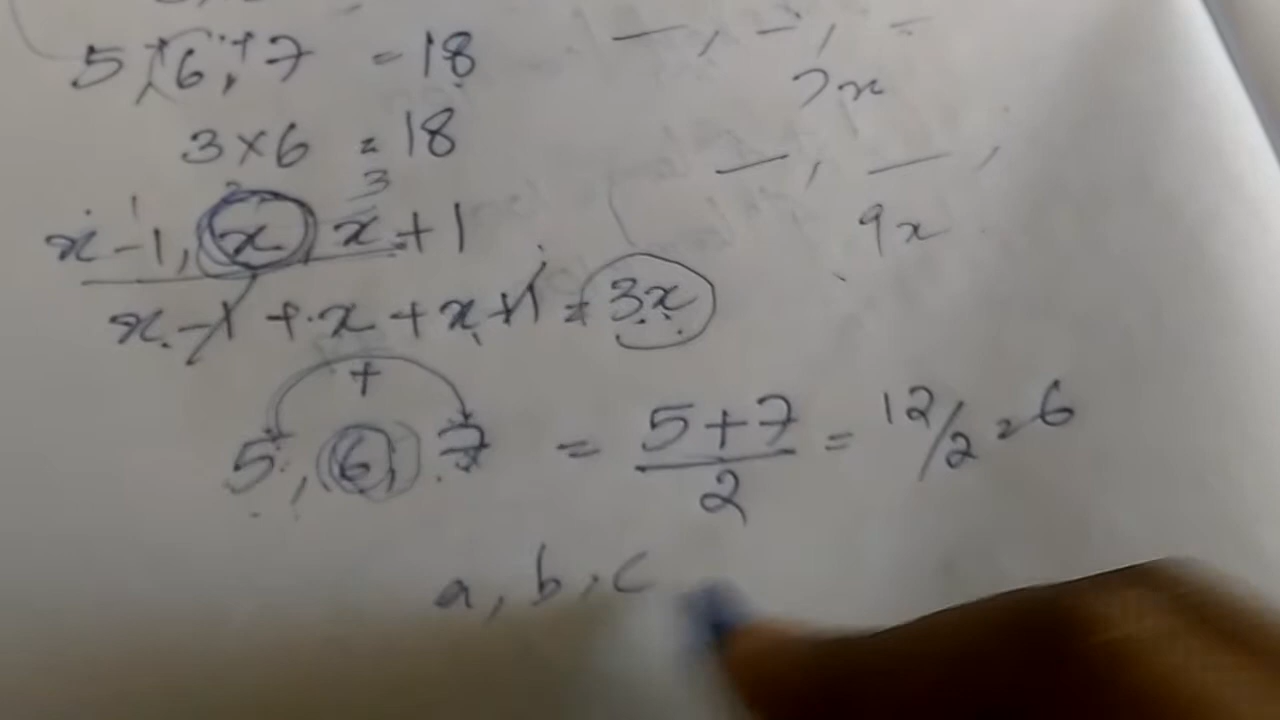 5, 6, 7 = 18
3 x 6 = 18
x - 1, x x + 1
x - 1 + x + x + 1 = 3x
5, 6, 7 = 5+7/2 = 12/2 = 6
a, b, c
9x